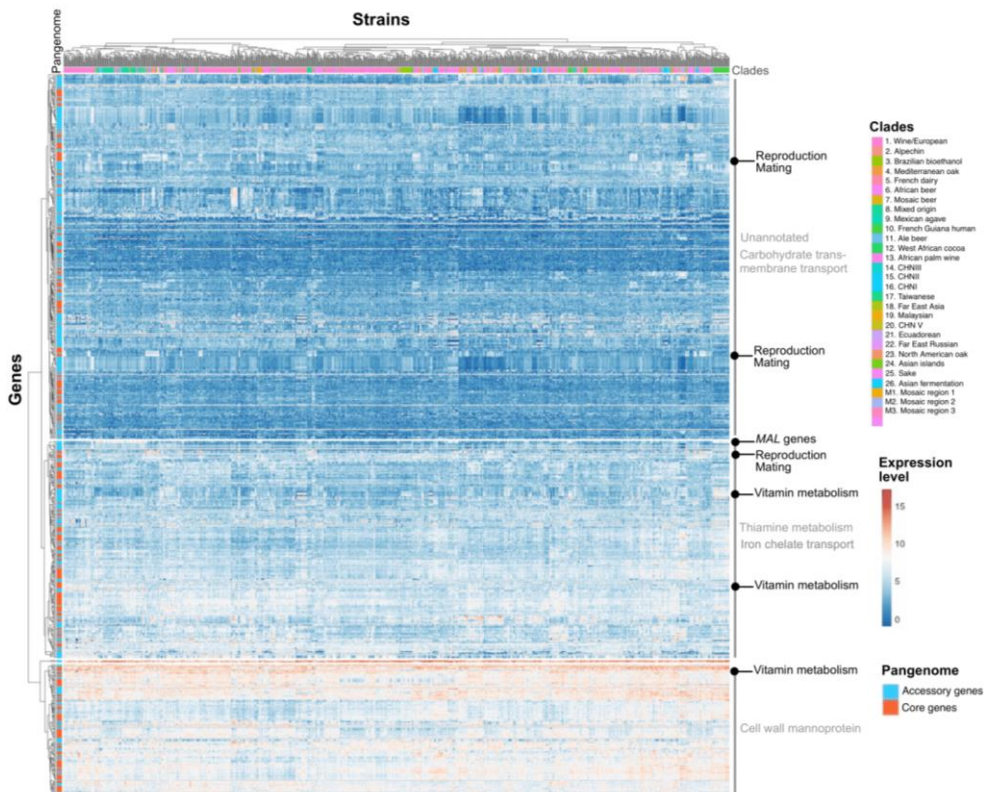 Strains
Pangenome
Clades
Genes
Reproduction
Mating
Unannotated
Carbohydrate trans-
membrane transport
Reproduction
Mating
MAL genes
Reproduction
Mating
Vitamin metabolism
Thiamine metabolism
Iron chelate transport
Vitamin metabolism
Vitamin metabolism
Cell wall mannoprotein
Clades
1. Wine/European
2. Alpechin
3. Brazilian bioethanol
4. Mediterranean oak
5. French dairy
6. African beer
7. Mosaic beer
8. Mixed origin
9. Mexican agave
10. French Guiana human
11. Ale beer
12. West African cocoa
13. African palm wine
14. CHNIII
15. CHNII
16. CHNI
17. Taiwanese
18. Far East Asia
19. Malaysian
20. CHN V
21. Ecuadorean
22. Far East Russian
23. North American oak
24. Asian islands
25. Sake
26. Asian fermentation
M1. Mosaic region 1
M2. Mosaic region 2
M3. Mosaic region 3
Expression
level
15
10
5
0
Pangenome
Accessory genes
Core genes